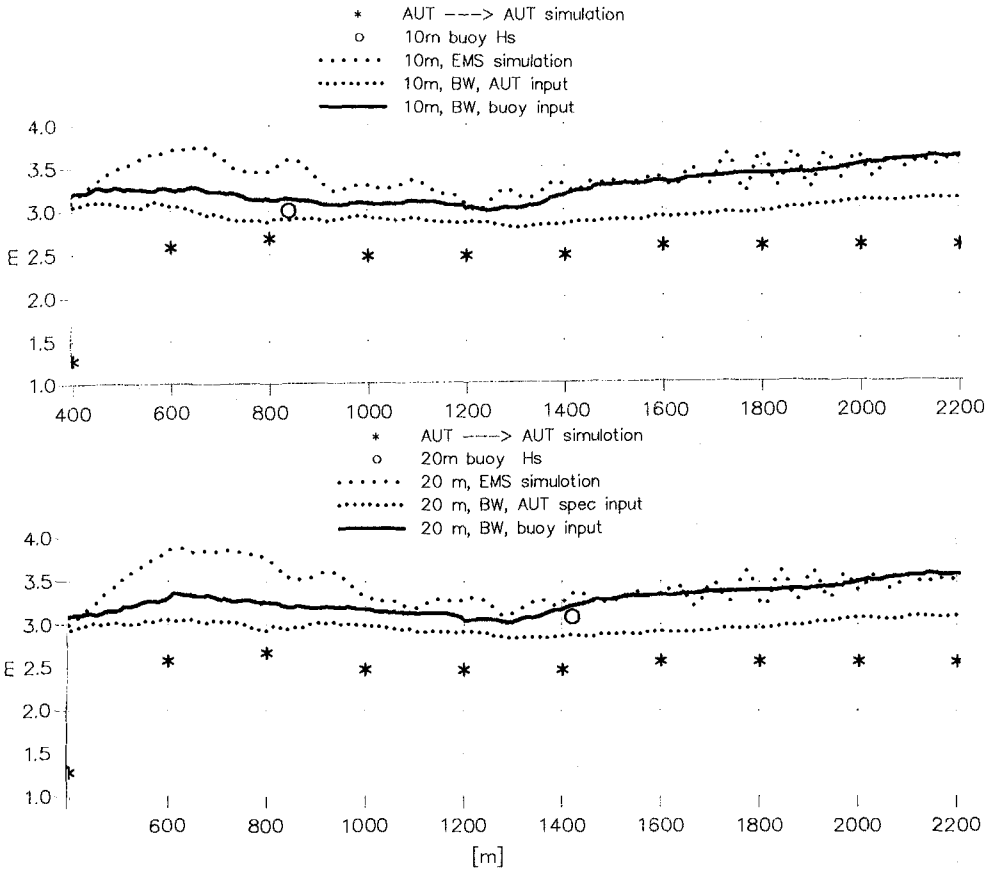 * AUT ---> AUT simulation
o 10m buoy Hs
10m, EMS simulation
10m, BW, AUT input
10m, BW, buoy input
4.0
3.5
3.0
2.5
2.0
1.5
1.0
m
400 600 800 1000 1200 1400 1600 1800 2000 2200
* AUT ----> AUT simulation
o 20m buoy Hs
20 m, EMS simulation
20 m, BW, AUT spec input
20 m, BW, buoy input
4.0
3.5
3.0
2.5
2.0
1.5
1.0
m
600 800 1000 1200 1400 1600 1800 2000 2200
[m]